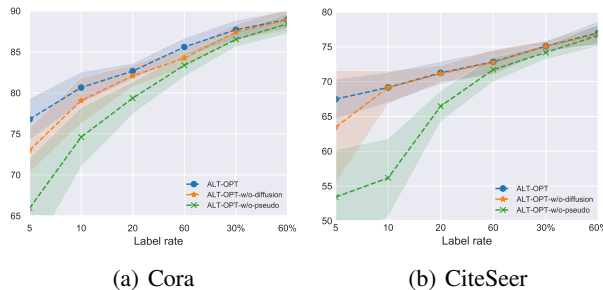 90
85
80
75
70
65
ALT-OPT
ALT-OPT-w/o-diffusion
ALT-OPT-w/o-pseudo
5 10 20 60 30% 60%
Label rate
(a) Cora
85
80
75
70
65
60
55
50
ALT-OPT
ALT-OPT-w/o-diffusion
ALT-OPT-w/o-pseudo
5 10 20 60 30% 60%
Label rate
(b) CiteSeer